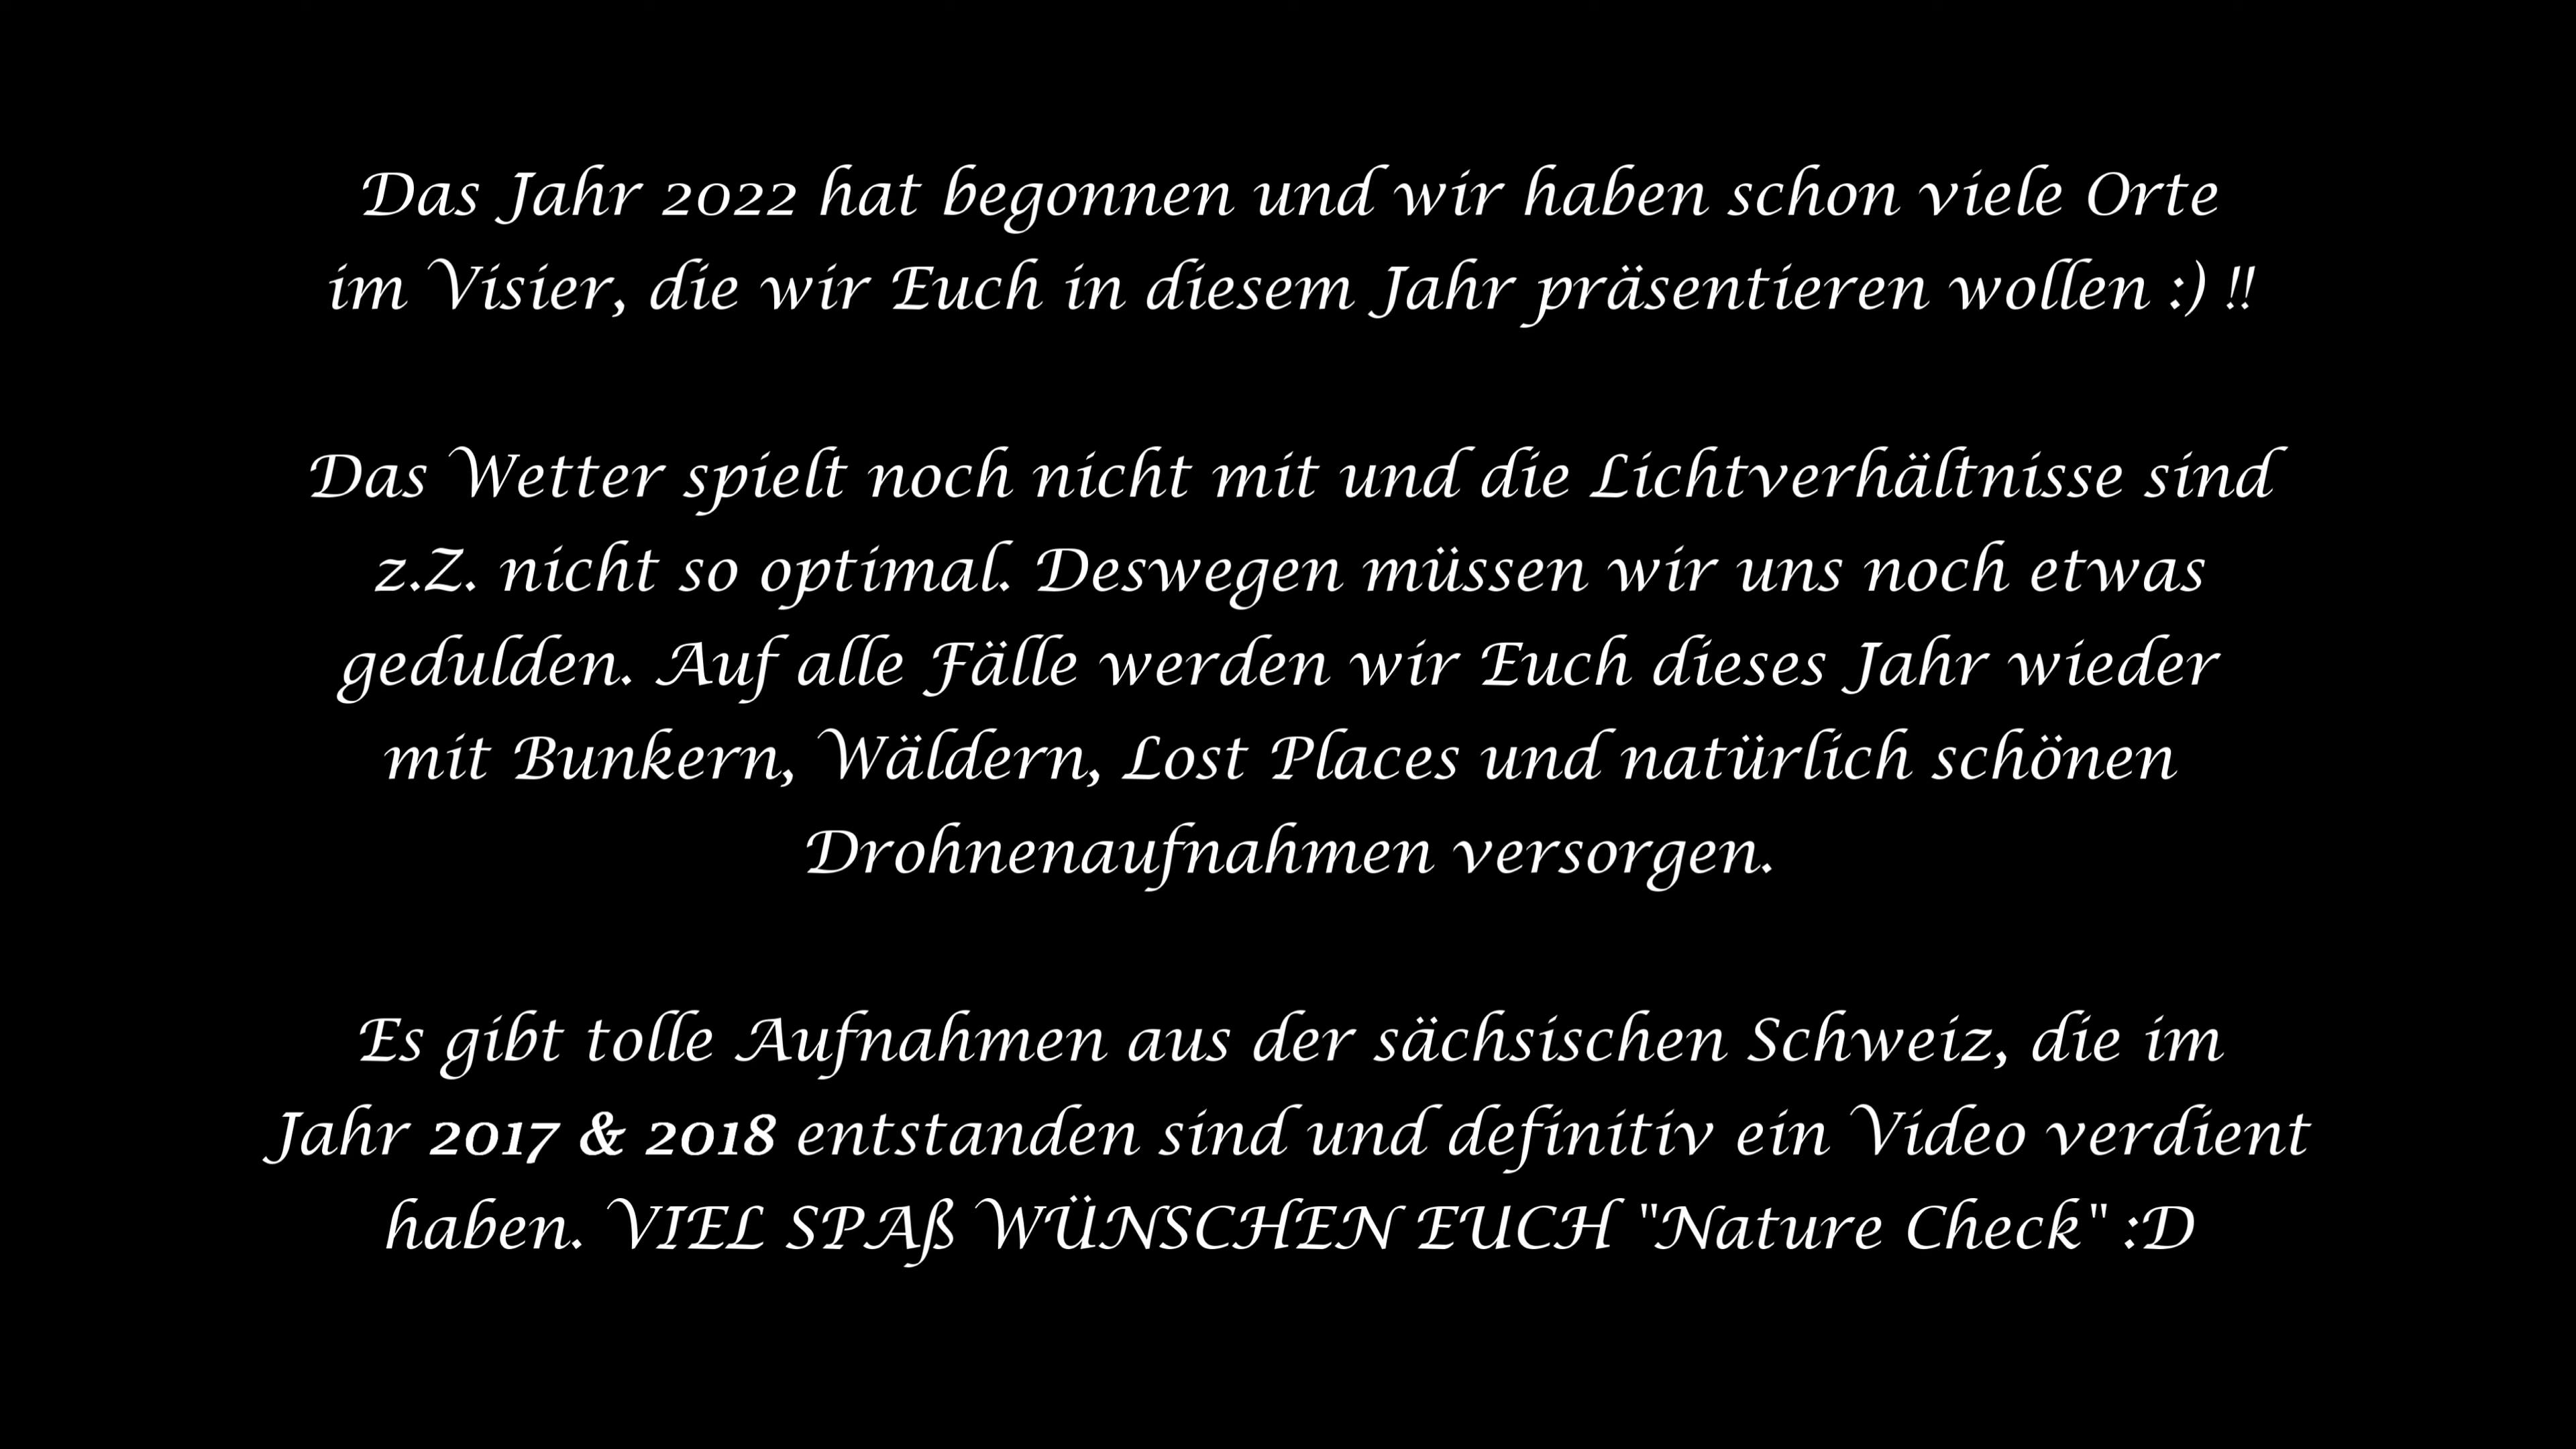 Das Jahr 2022 hat begonnen und wir haben schon viele Orte
im Visier, die wir Euch in diesem Jahr präsentieren wollen :) !!
Das Wetter spielt noch nicht mit und die Lichtverhältnisse sind
z.Z. nicht so optimal. Deswegen müssen wir uns noch etwas
gedulden. Auf alle Fälle werden wir Euch dieses Jahr wieder
mit Bunkern, Wäldern, Lost Places und natürlich schönen
Drohnenaufnahmen versorgen.
Es gibt tolle Aufnahmen aus der sächsischen Schweiz, die im
Jahr 2017 & 2018 entstanden sind und definitiv ein Video verdient
haben. VIEL SPAß WÜNSCHEN EUCH "Nature Check" :D